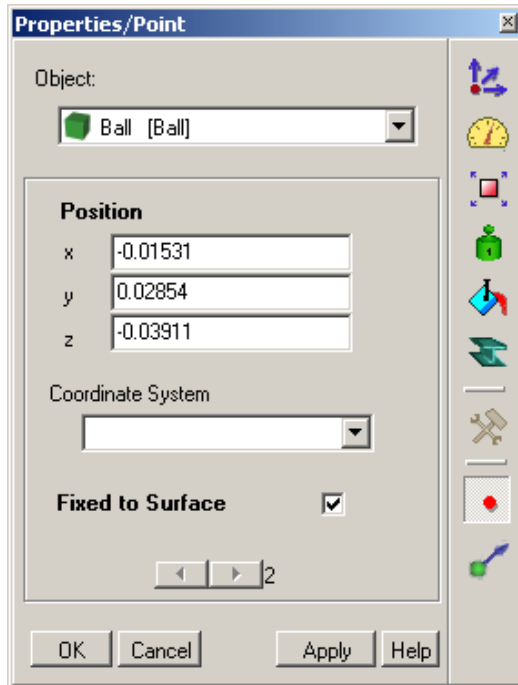 Properties/Point
Object:
Ball [Ball]
Position
x -0.01531
y 0.02854
z -0.03911
Coordinate System
Fixed to Surface
2
OK Cancel Apply Help